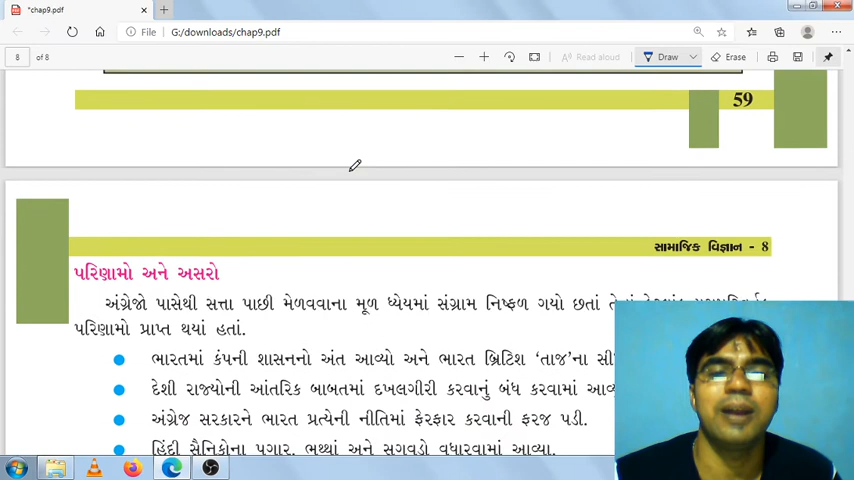 *chap9.pdf
File
G:/downloads/chap9.pdf
8 of 8
Read aloud
Draw
Erase
59
સામાજિક વિજ્ઞાન - 8
પરિણામો અને અસરો
અંગ્રેજો પાસેથી સત્તા પાછી મેળવવાના મૂળ ધ્યેયમાં સંગ્રામ નિષ્ફળ ગયો છતાં
પરિણામો પ્રાપ્ત થયાં હતાં.
ભારતમાં કંપની શાસનનો અંત આવ્યો અને ભારત બ્રિટિશ ‘તાજ’ના
દેશી રાજ્યોની આંતરિક બાબતમાં દખલગીરી કરવાનું બંધ કરવામાં
અંગ્રેજ સરકારને ભારત પ્રત્યેની નીતિમાં ફેરફાર કરવાની ફરજ પડી.
હિંદી સૈનિકોના પગાર, ભથ્થાં અને સગવડો વધારવામાં આવ્યા.